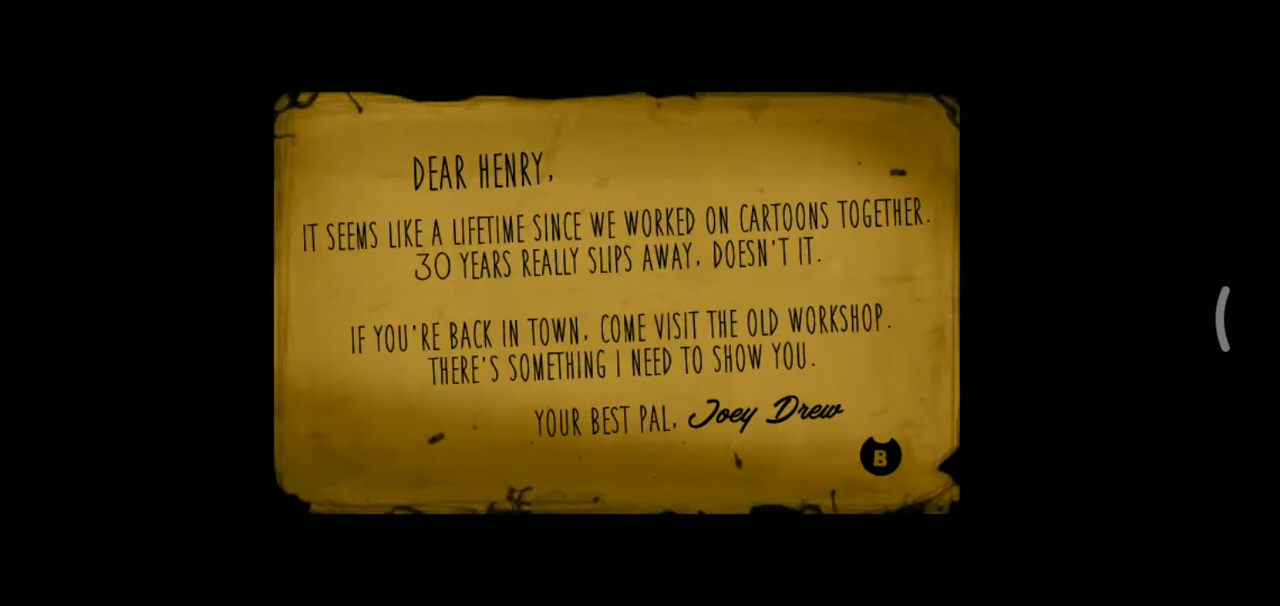 DEAR HENRY,
IT SEEMS LIKE A LIFETIME SINCE WE WORKED ON CARTOONS TOGETHER.
30 YEARS REALLY SLIPS AWAY, DOESN'T IT.
IF YOU'RE BACK IN TOWN, COME VISIT THE OLD WORKSHOP.
THERE'S SOMETHING I NEED TO SHOW YOU.
YOUR BEST PAL, Joey Drew
B